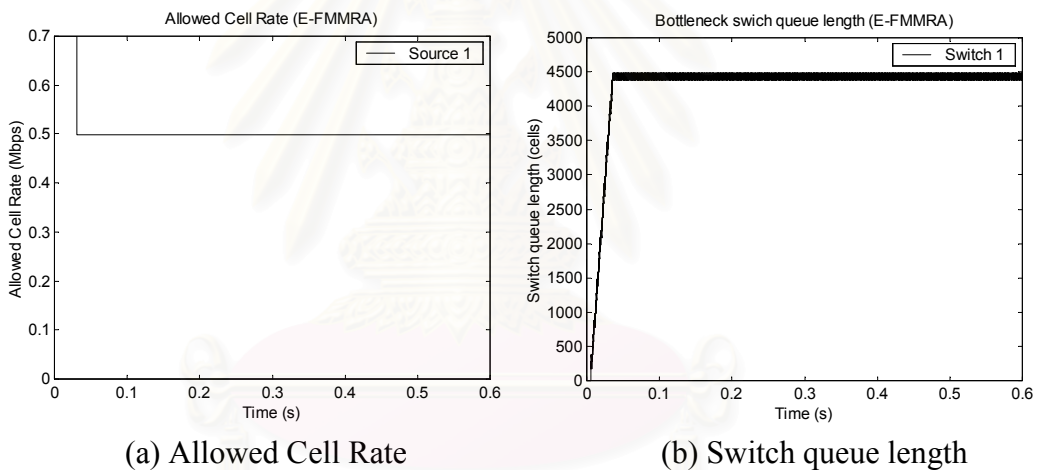 Allowed Cell Rate (E-FMMRA)
0.7
0.6
0.5
0.4
0.3
0.2
0.1
0
Allowed Cell Rate (Mbps)
Source 1
0 0.1 0.2 0.3 0.4 0.5 0.6
Time (s)
(a) Allowed Cell Rate
Bottleneck swich queue length (E-FMMRA)
5000
4500
4000
3500
3000
2500
2000
1500
1000
500
0
Switch queue length (cells)
Switch 1
0 0.1 0.2 0.3 0.4 0.5 0.6
Time (s)
(b) Switch queue length